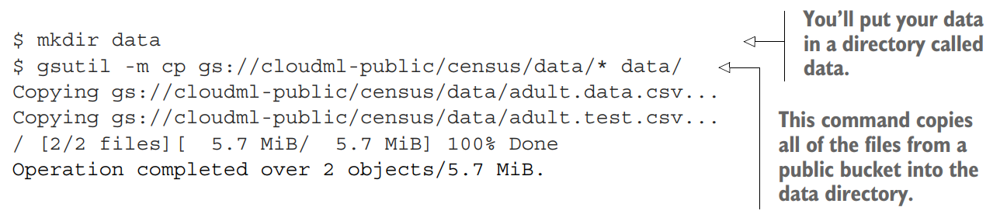 $ mkdir data
$ gsutil -m cp gs://cloudml-public/census/data/* data/
Copying gs://cloudml-public/census/data/adult.data.csv...
Copying gs://cloudml-public/census/data/adult.test.csv...
/ [2/2 files][  5.7 MiB/  5.7 MiB] 100% Done
Operation completed over 2 objects/5.7 MiB.
You’ll put your data
in a directory called
data.
This command copies
all of the files from a
public bucket into the
data directory.